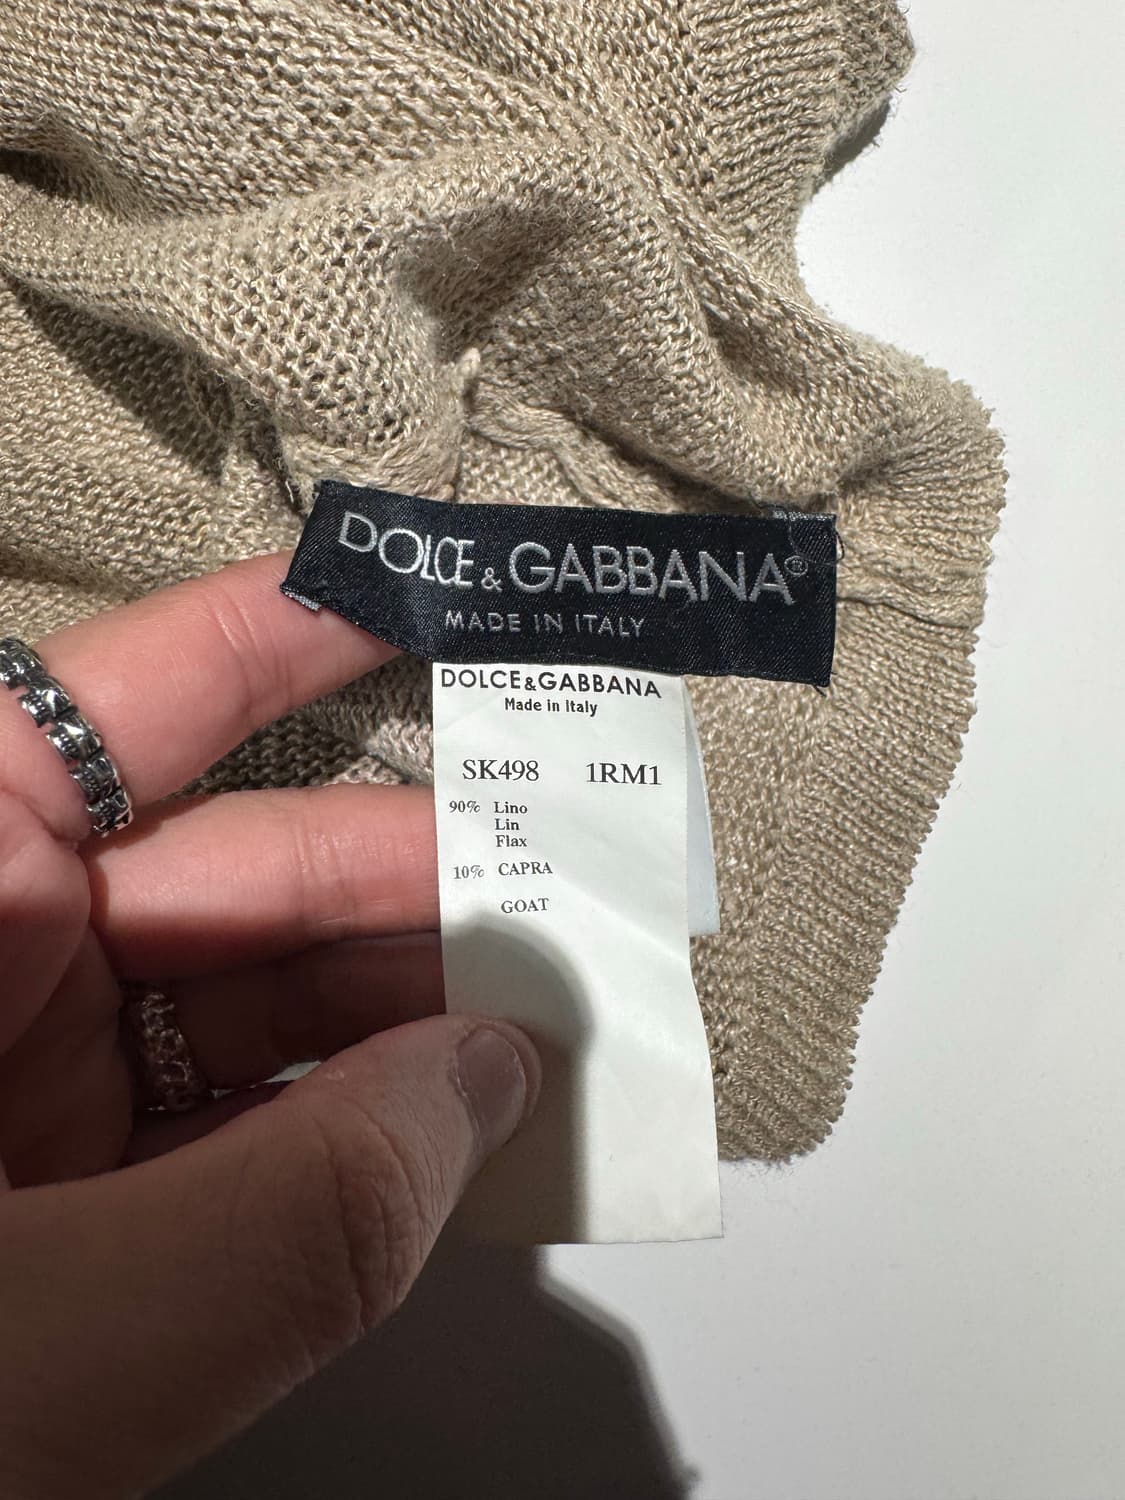 DOLCE & GABBANA®
MADE IN ITALY
DOLCE&GABBANA
Made in Italy
SK498 1RM1
90% Lino
Lin
Flax
10% CAPRA
GOAT